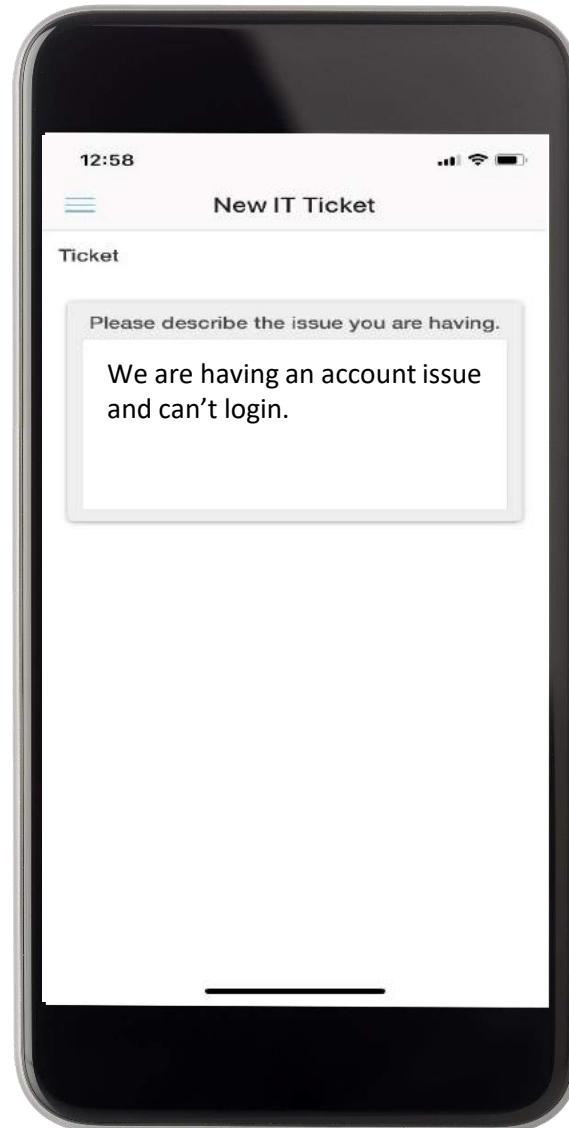 12:58
New IT Ticket
Ticket
Please describe the issue you are having.
We are having an account issue
and can’t login.